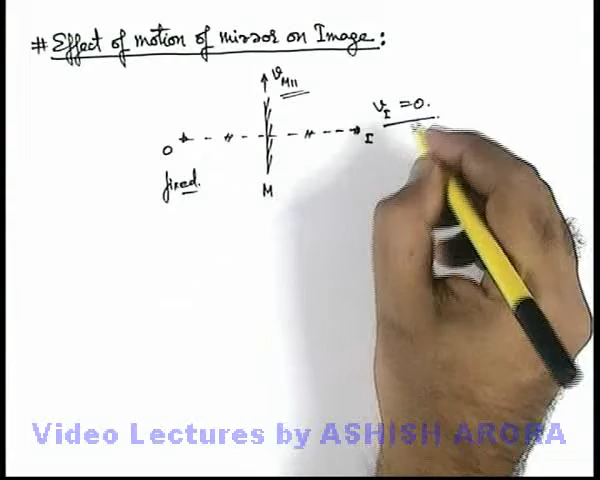 # Effect of motion of mirror on Image :
v_M||
v_I = 0.
O
I
fixed.
M
Video Lectures by ASHISH ARORA